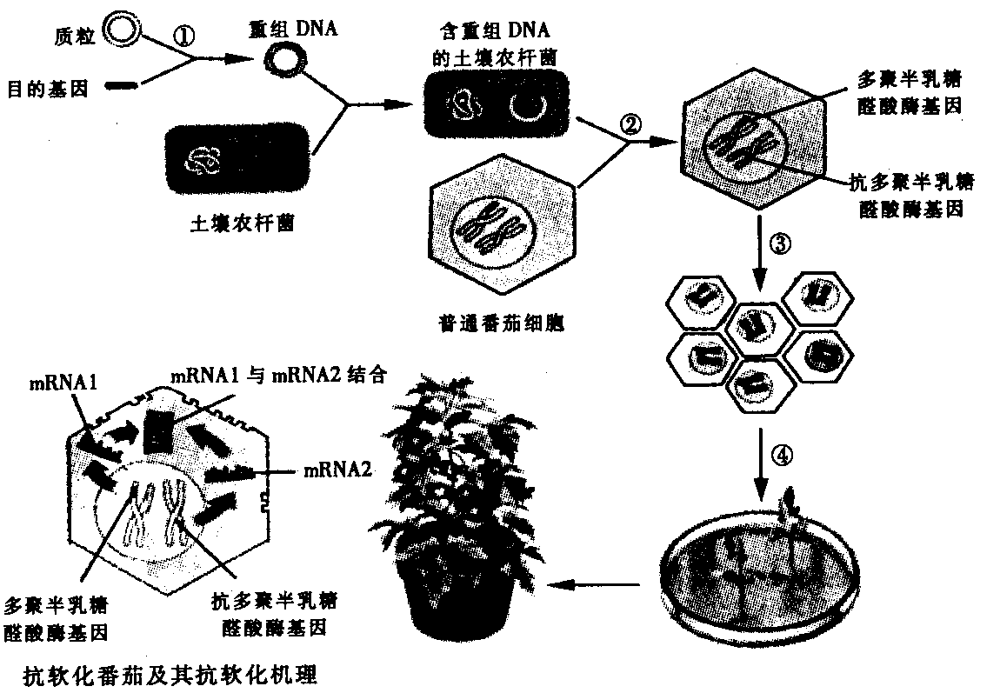 质粒
①
重组 DNA
目的基因
含重组 DNA
的土壤农杆菌
土壤农杆菌
②
普通番茄细胞
多聚半乳糖
醛酸酶基因
抗多聚半乳糖
醛酸酶基因
③
④
mRNA1
mRNA1 与 mRNA2 结合
mRNA2
多聚半乳糖
醛酸酶基因
抗多聚半乳糖
醛酸酶基因
抗软化番茄及其抗软化机理